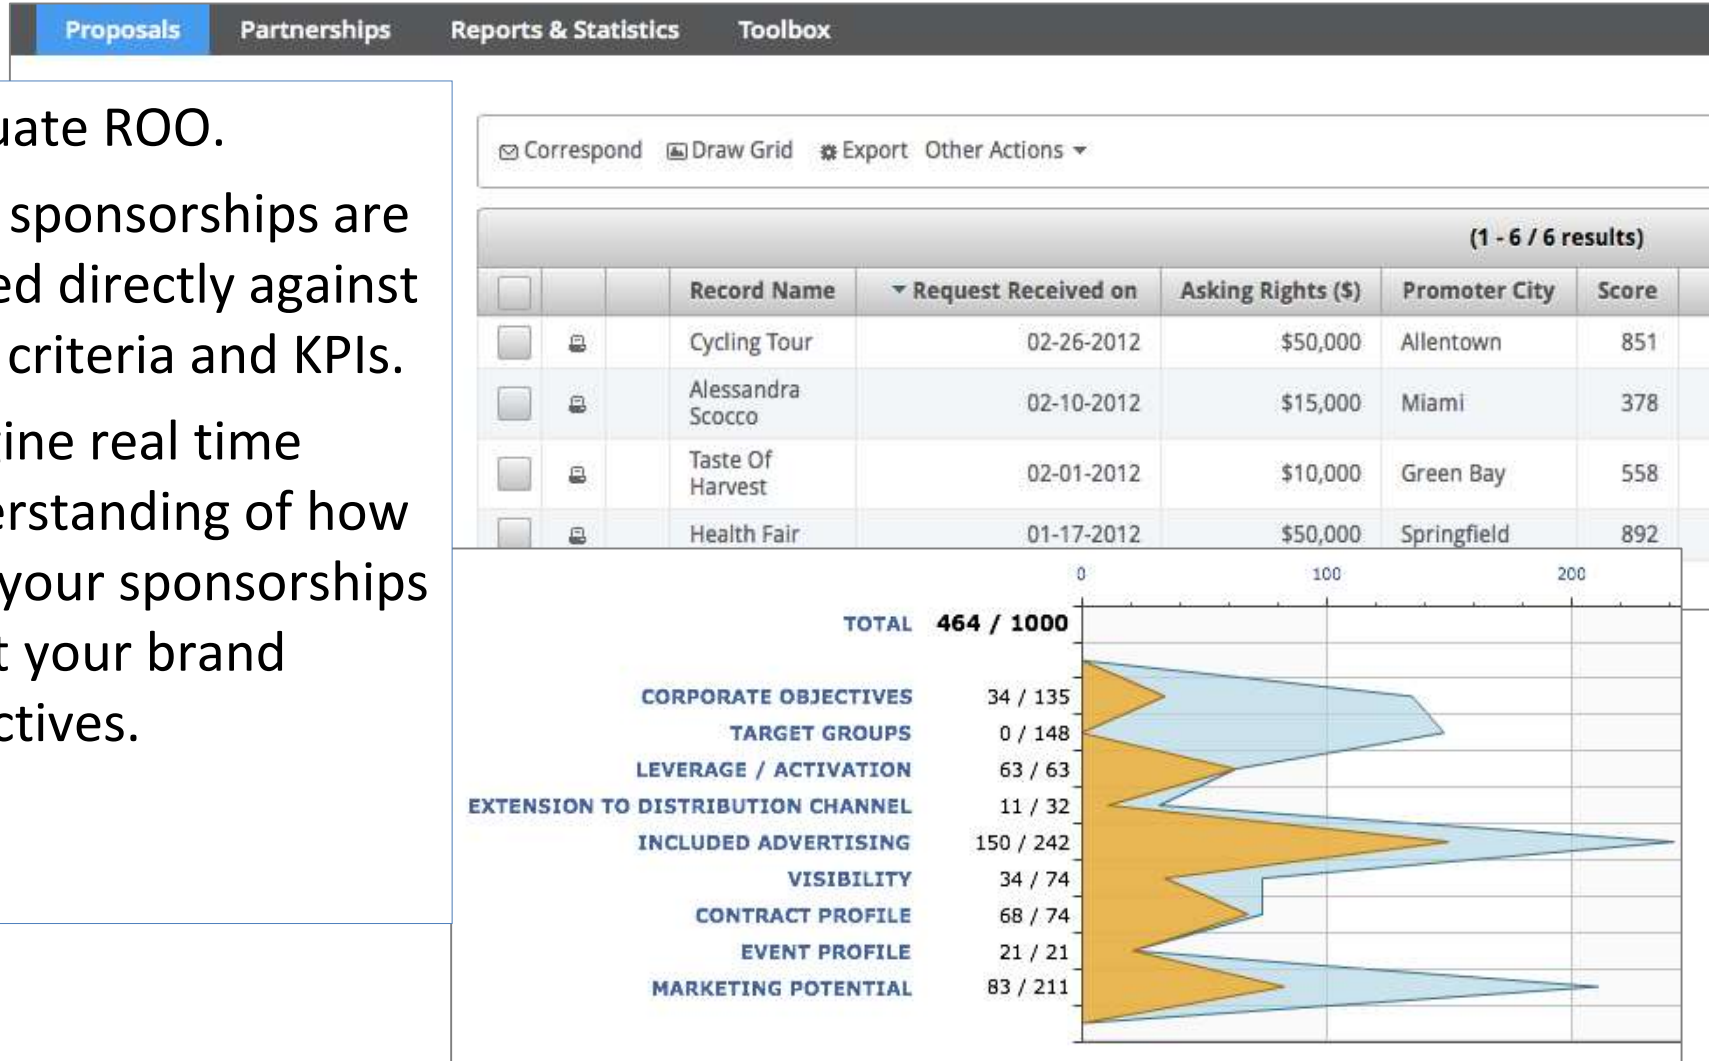 Proposals Partnerships Reports & Statistics Toolbox
uate ROO.
sponsorships are
ed directly against
criteria and KPIs.
gine real time
erstanding of how
your sponsorships
t your brand
ctives.
Correspond Draw Grid Export Other Actions
(1 - 6 / 6 results)
Record Name Request Received on Asking Rights ($) Promoter City Score
Cycling Tour 02-26-2012 $50,000 Allentown 851
Alessandra
Scocco 02-10-2012 $15,000 Miami 378
Taste Of
Harvest 02-01-2012 $10,000 Green Bay 558
Health Fair 01-17-2012 $50,000 Springfield 892
0 100 200
TOTAL 464 / 1000
CORPORATE OBJECTIVES 34 / 135
TARGET GROUPS 0 / 148
LEVERAGE / ACTIVATION 63 / 63
EXTENSION TO DISTRIBUTION CHANNEL 11 / 32
INCLUDED ADVERTISING 150 / 242
VISIBILITY 34 / 74
CONTRACT PROFILE 68 / 74
EVENT PROFILE 21 / 21
MARKETING POTENTIAL 83 / 211